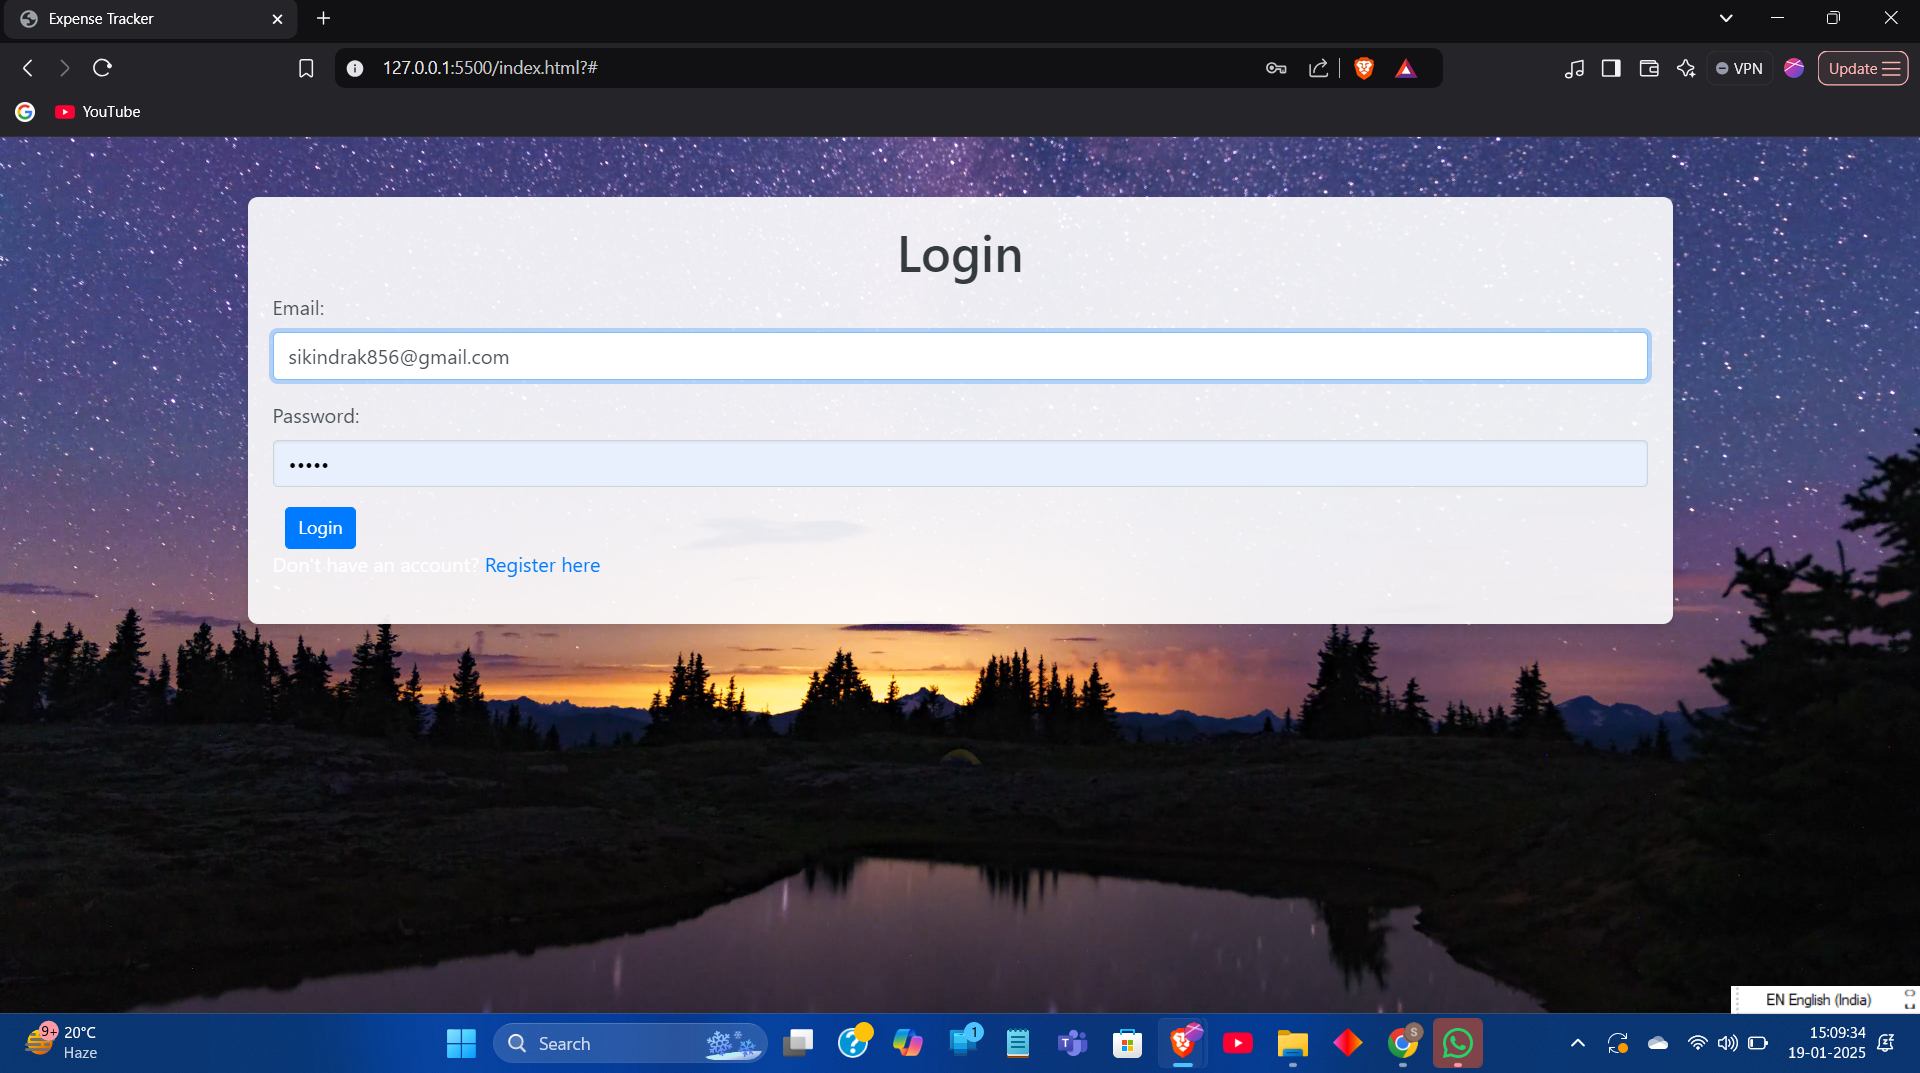 Expense Tracker
127.0.0.1:5500/index.html?#
VPN
Update
YouTube
Login
Email:
sikindrak856@gmail.com
Password:
•••••
Login
Don't have an account? Register here
EN English (India)
9+
20°C
Haze
Search
1
S
15:09:34
19-01-2025